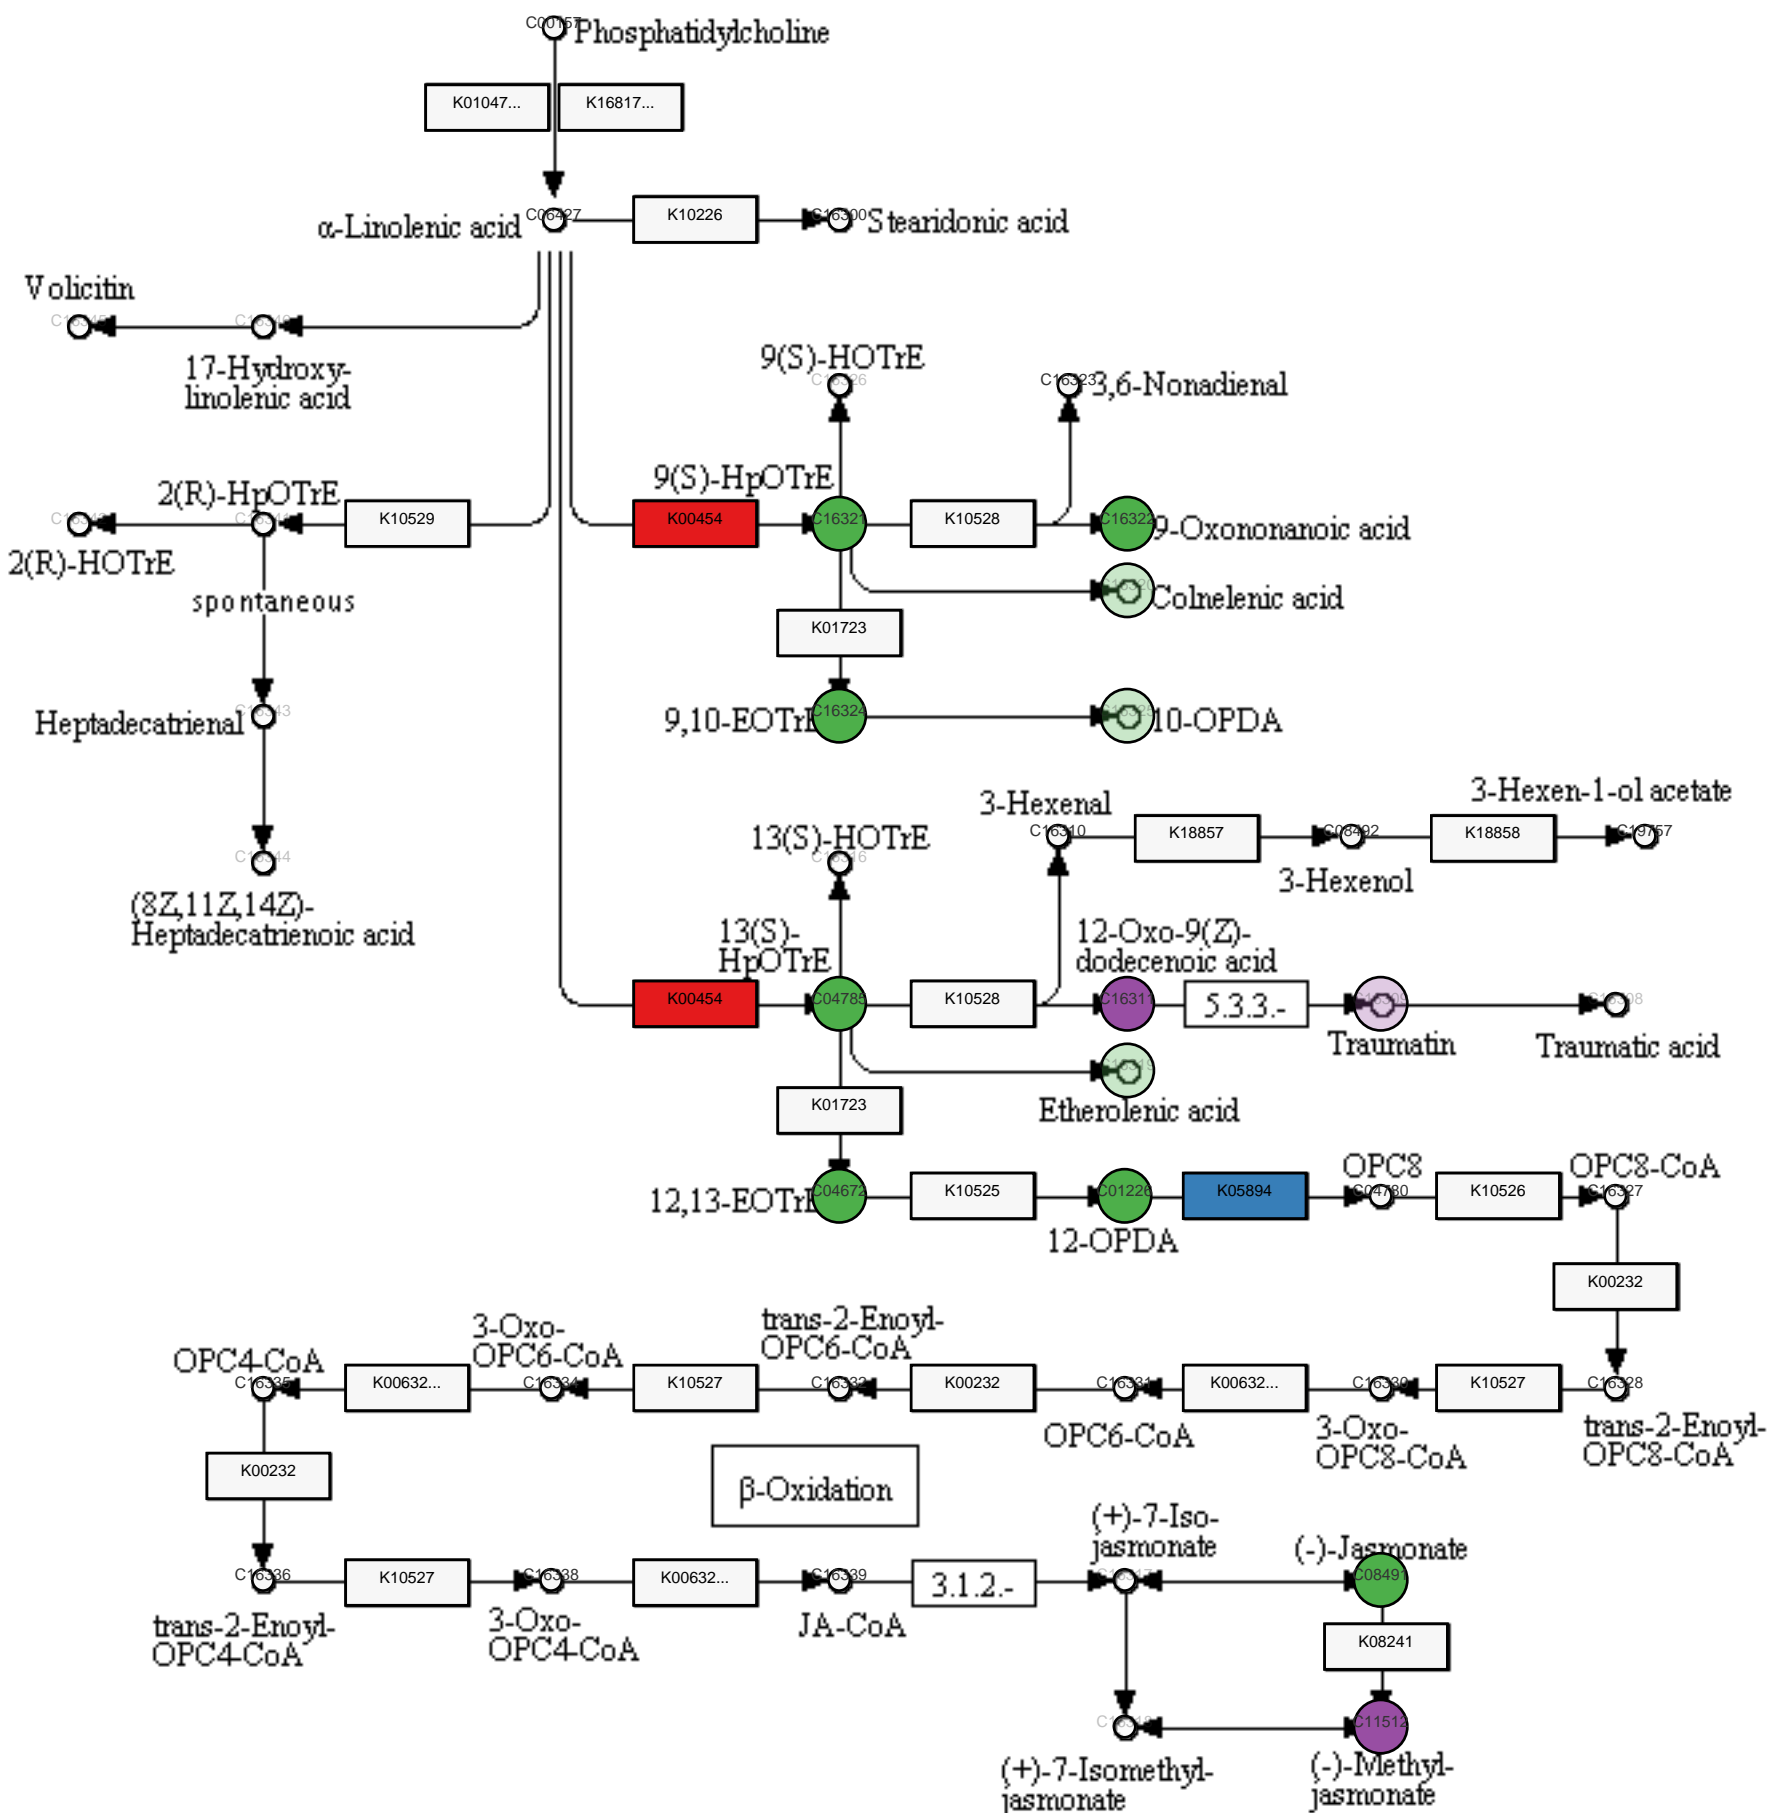 C00157
Phosphatidylcholine
K01047...
K16817...
α-Linolenic acid
C06427
K10226
C16300
Stearidonic acid
Volicitin
17-Hydroxy-
linolenic acid
9(S)-HOTrE
C16326
C16323
3,6-Nonadienal
2(R)-HpOTrE
K10529
2(R)-HOTrE
spontaneous
9(S)-HpOTrE
K00454
C16321
K10528
C16322
9-Oxononanoic acid
Colnelenic acid
K01723
Heptadecatrienal
C16343
9,10-EOTrE
C16324
10-OPDA
C16344
(8Z,11Z,14Z)-
Heptadecatrienoic acid
3-Hexenal
C16310
K18857
C08492
3-Hexenol
K18858
3-Hexen-1-ol acetate
C19757
13(S)-HOTrE
C16316
13(S)-
HpOTrE
K00454
C04785
K10528
12-Oxo-9(Z)-
dodecenoic acid
C16311
5.3.3.-
C16309
Traumatin
C16308
Traumatic acid
Etherolenic acid
K01723
12,13-EOTrE
C04672
K10525
C01226
12-OPDA
K05894
OPC8
C04780
K10526
OPC8-CoA
C16327
K00232
OPC4-CoA
C16335
K00632...
3-Oxo-
OPC6-CoA
C16334
K10527
trans-2-Enoyl-
OPC6-CoA
C16332
K00232
C16331
OPC6-CoA
K00632...
C16330
3-Oxo-
OPC8-CoA
K10527
C16328
trans-2-Enoyl-
OPC8-CoA
K00232
β-Oxidation
C16336
trans-2-Enoyl-
OPC4-CoA
K10527
C16338
3-Oxo-
OPC4-CoA
K00632...
C16339
JA-CoA
3.1.2.-
(+)-7-Iso-
jasmonate
(-)-Jasmonate
C08491
K08241
C11512
(+)-7-Isomethyl-
jasmonate
(-)-Methyl-
jasmonate